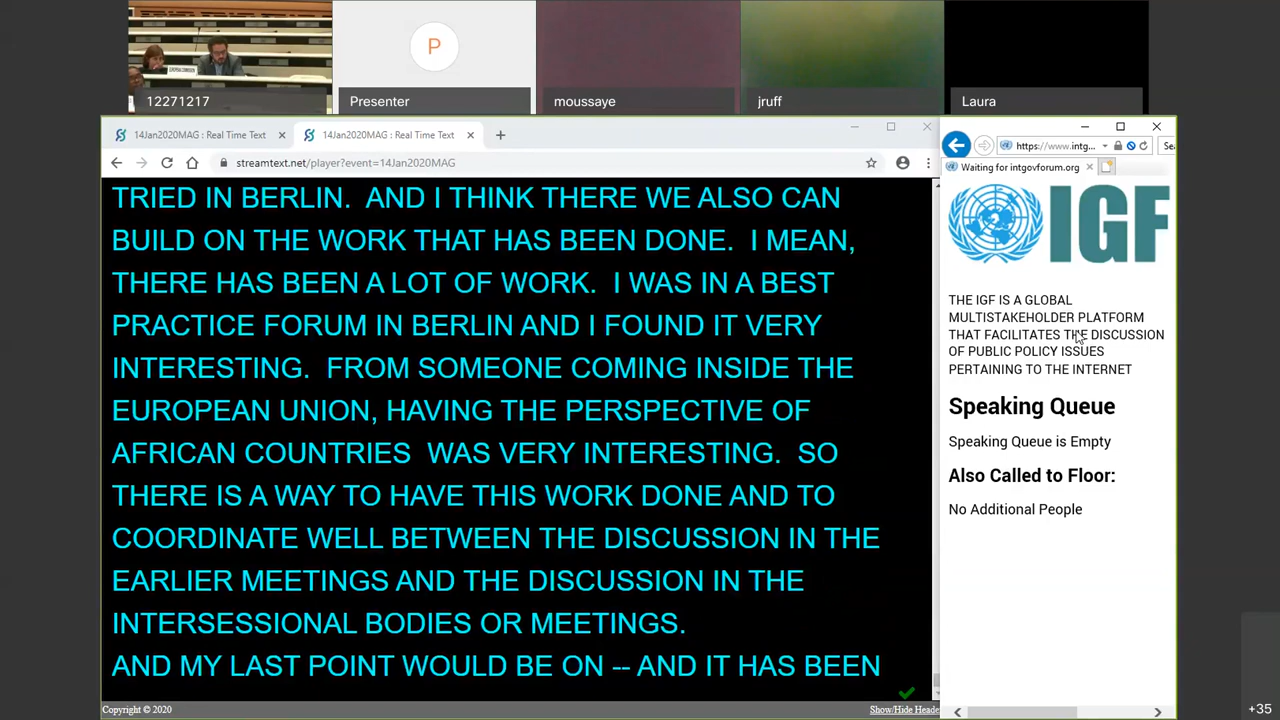 P
EUROPEAN COMMISSION
12271217
Presenter
moussaye
jruff
Laura
14Jan2020MAG : Real Time Text
14Jan2020MAG : Real Time Text
streamtext.net/player?event=14Jan2020MAG
https://www.intg...
Sea
Waiting for intgovforum.org
TRIED IN BERLIN. AND I THINK THERE WE ALSO CAN
BUILD ON THE WORK THAT HAS BEEN DONE. I MEAN,
THERE HAS BEEN A LOT OF WORK. I WAS IN A BEST
PRACTICE FORUM IN BERLIN AND I FOUND IT VERY
INTERESTING. FROM SOMEONE COMING INSIDE THE
EUROPEAN UNION, HAVING THE PERSPECTIVE OF
AFRICAN COUNTRIES WAS VERY INTERESTING. SO
THERE IS A WAY TO HAVE THIS WORK DONE AND TO
COORDINATE WELL BETWEEN THE DISCUSSION IN THE
EARLIER MEETINGS AND THE DISCUSSION IN THE
INTERSESSIONAL BODIES OR MEETINGS.
AND MY LAST POINT WOULD BE ON -- AND IT HAS BEEN
Copyright © 2020
Show/Hide Heade
IGF
THE IGF IS A GLOBAL
MULTISTAKEHOLDER PLATFORM
THAT FACILITATES THE DISCUSSION
OF PUBLIC POLICY ISSUES
PERTAINING TO THE INTERNET
Speaking Queue
Speaking Queue is Empty
Also Called to Floor:
No Additional People
+35